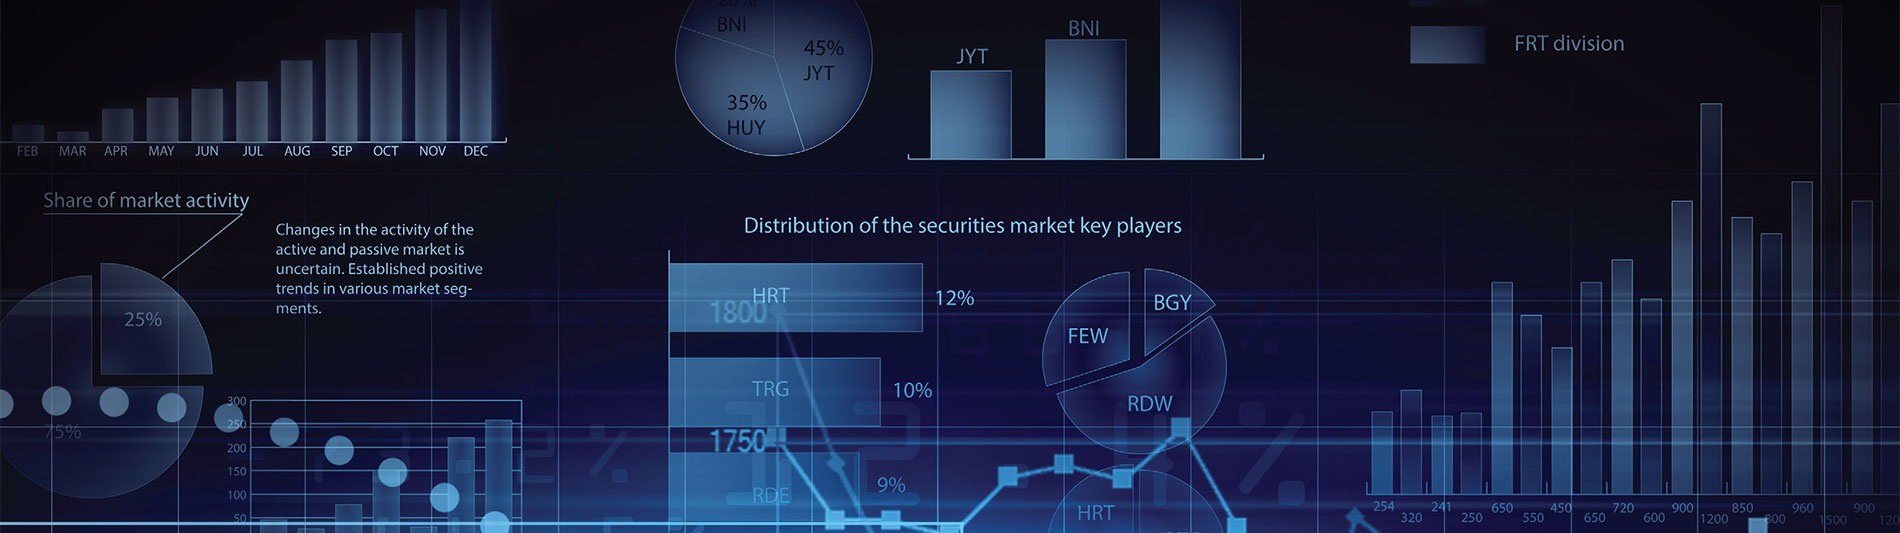 FEB MAR APR MAY JUN JUL AUG SEP OCT NOV DEC
20%
BNI
45%
JYT
35%
HUY
JYT
BNI
FRT division
Share of market activity
Changes in the activity of the
active and passive market is
uncertain. Established positive
trends in various market seg-
ments.
25%
75%
300
250
200
150
100
50
Distribution of the securities market key players
HRT
12%
1800
TRG
10%
1750
RDE
9%
FEW
BGY
RDW
HRT
254 241 650 450 720 900 850 960 900
320 250 550 650 600 1200 800 1500